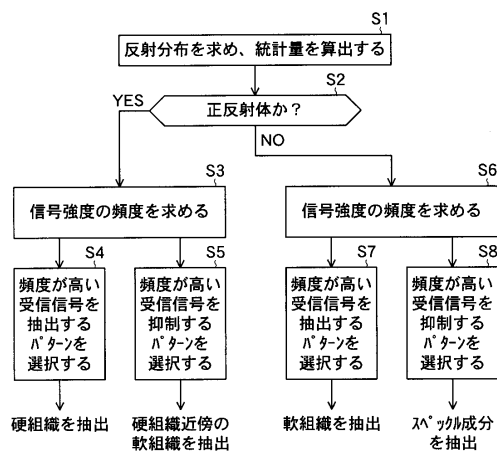 S1
反射分布を求め、統計量を算出する
S2
正反射体か?
YES
NO
S3
信号強度の頻度を求める
S6
信号強度の頻度を求める
S4
頻度が高い
受信信号を
抽出する
ﾊﾟﾀｰﾝを
選択する
S5
頻度が高い
受信信号を
抑制する
ﾊﾟﾀｰﾝを
選択する
S7
頻度が高い
受信信号を
抽出する
ﾊﾟﾀｰﾝを
選択する
S8
頻度が高い
受信信号を
抑制する
ﾊﾟﾀｰﾝを
選択する
硬組織を抽出
硬組織近傍の
軟組織を抽出
軟組織を抽出
ｽﾍﾟｯｸﾙ成分
を抽出